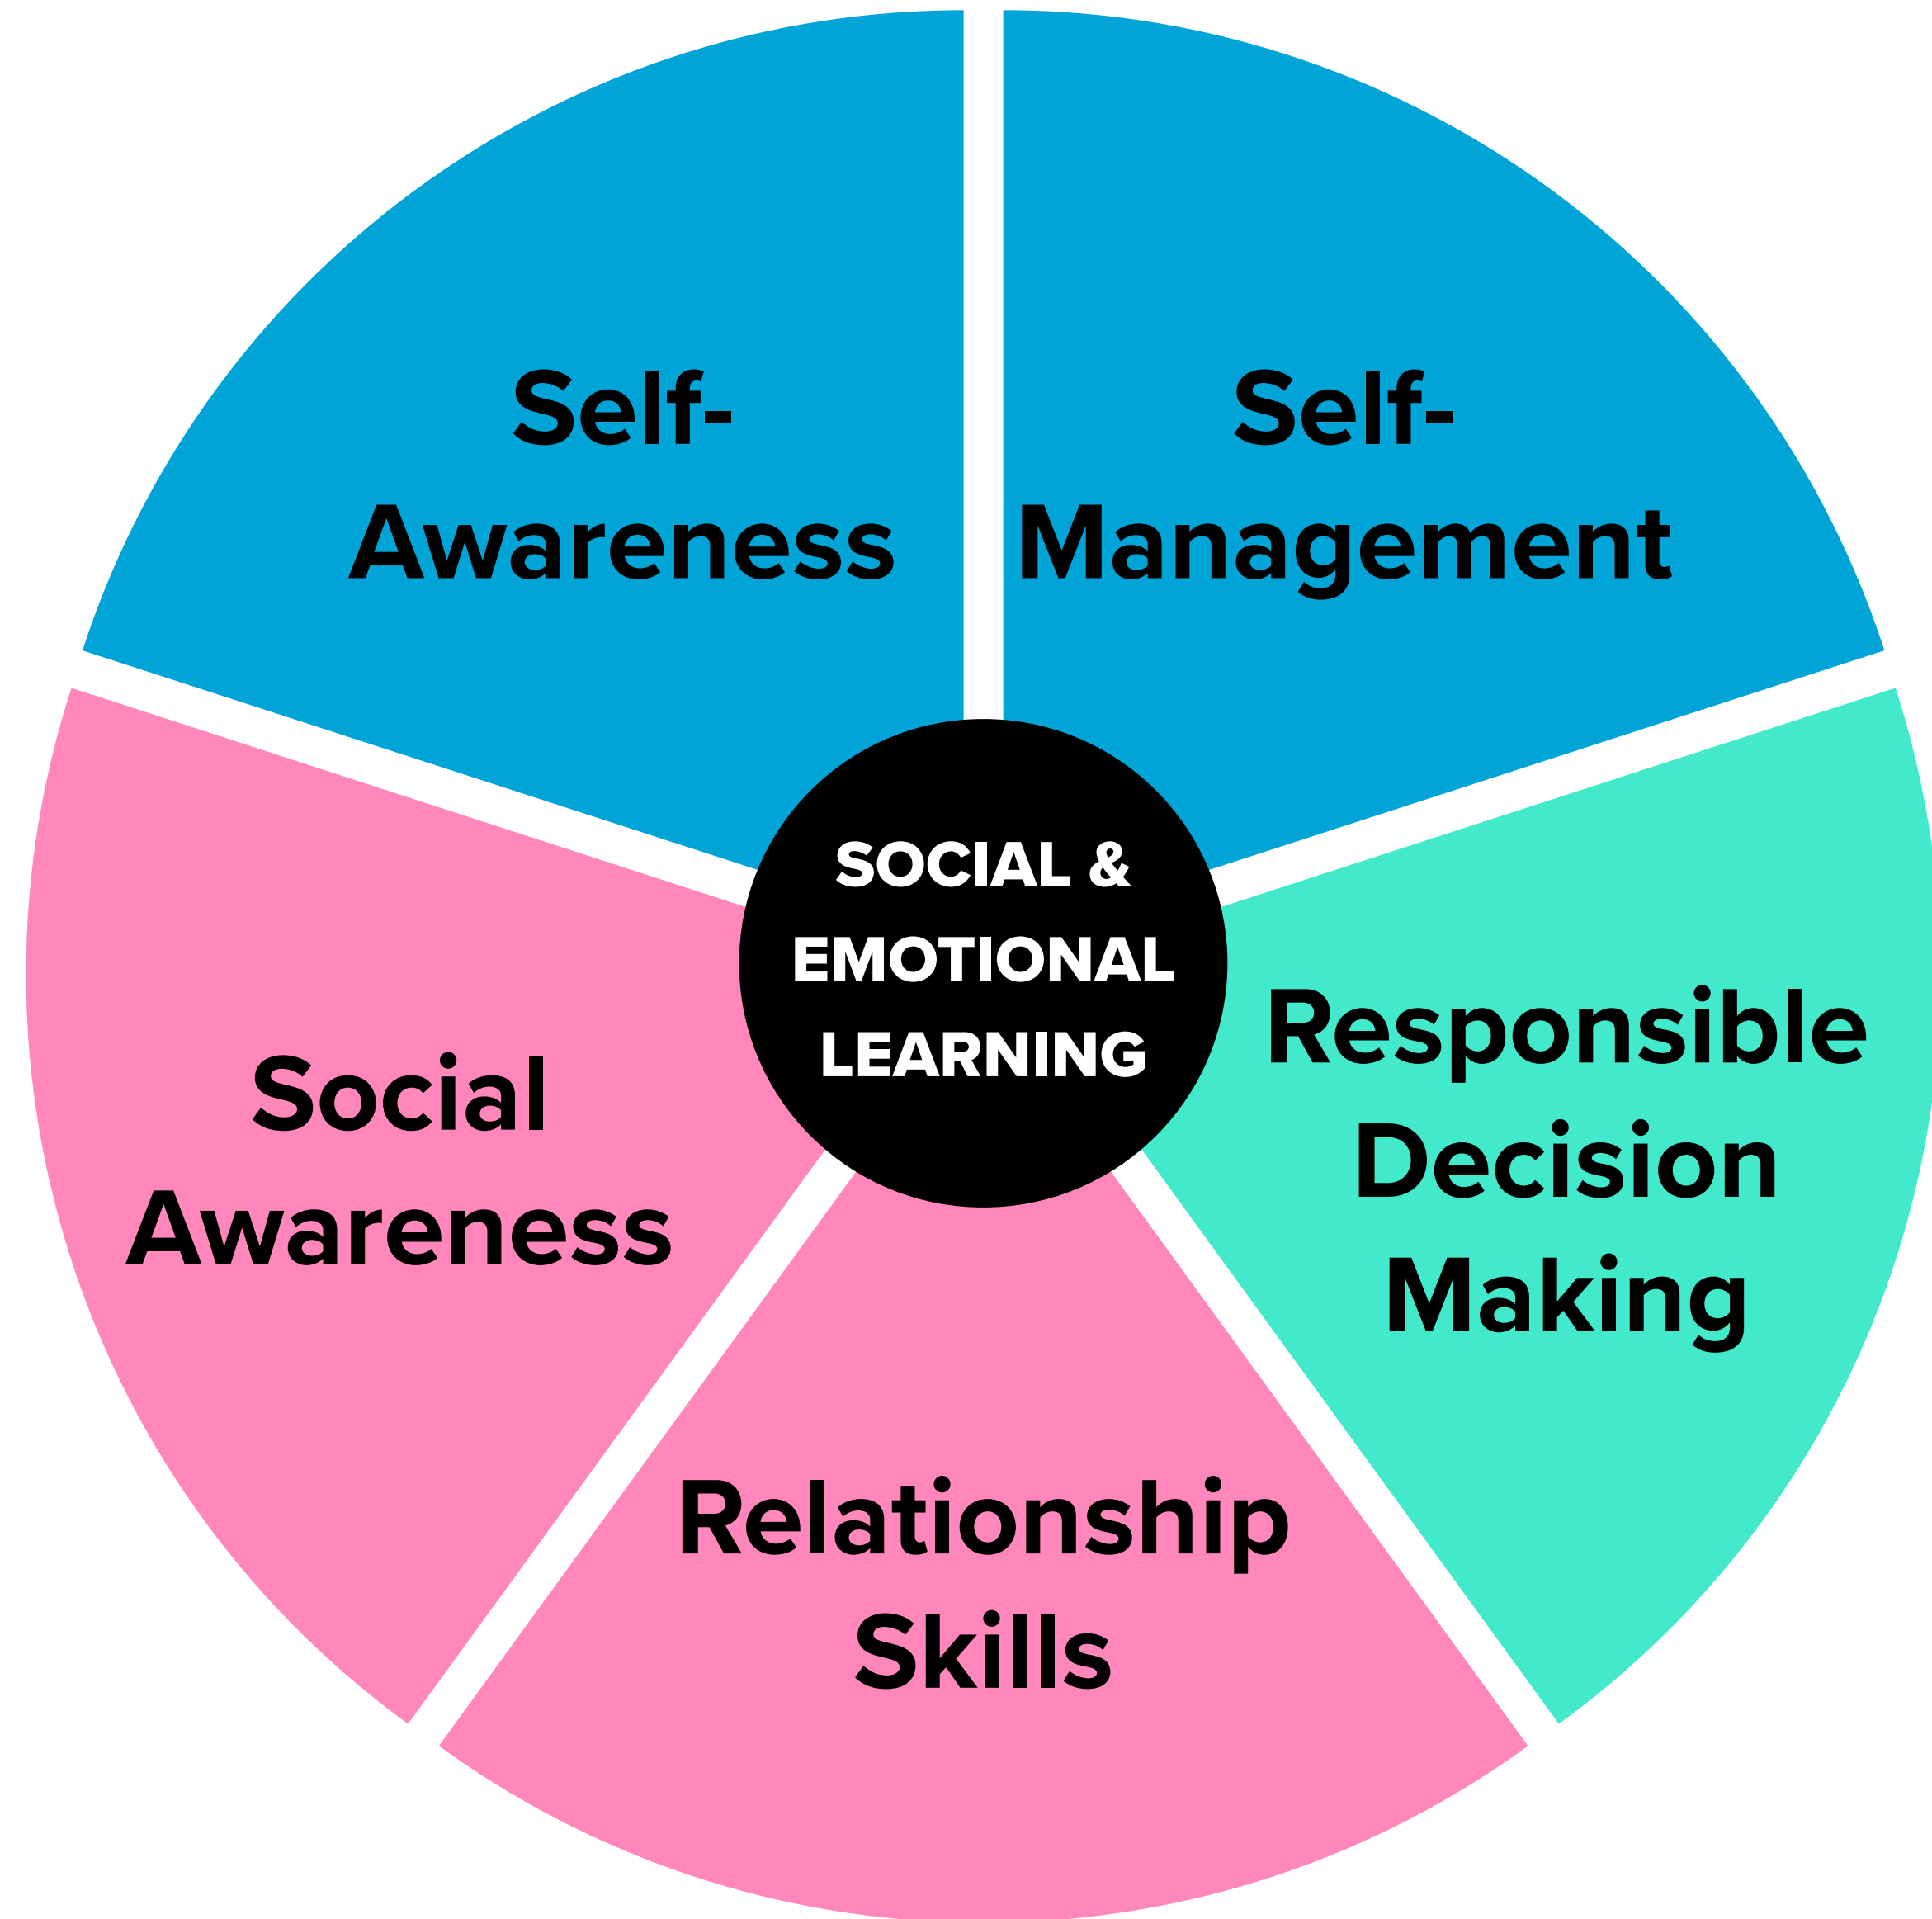 Self-
Awareness
Self-
Management
SOCIAL &
EMOTIONAL
LEARNING
Responsible
Decision
Making
Social
Awareness
Relationship
Skills